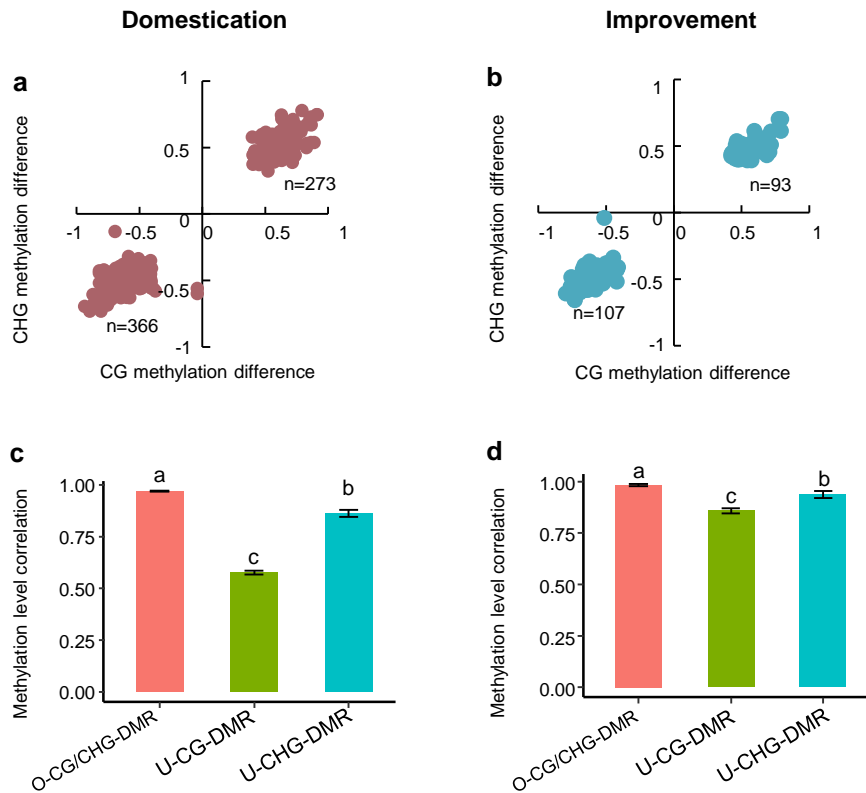 Domestication
Improvement
a
CHG methylation difference
1
0.5
0
-0.5
-1
-1
-0.5
0
0.5
1
n=273
n=366
CG methylation difference
b
CHG methylation difference
1
0.5
0
-0.5
-1
-1
-0.5
0
0.5
1
n=93
n=107
CG methylation difference
c
Methylation level correlation
1.00
0.75
0.50
0.25
0.00
a
c
b
O-CG/CHG-DMR
U-CG-DMR
U-CHG-DMR
d
Methylation level correlation
1.00
0.75
0.50
0.25
0.00
a
c
b
O-CG/CHG-DMR
U-CG-DMR
U-CHG-DMR